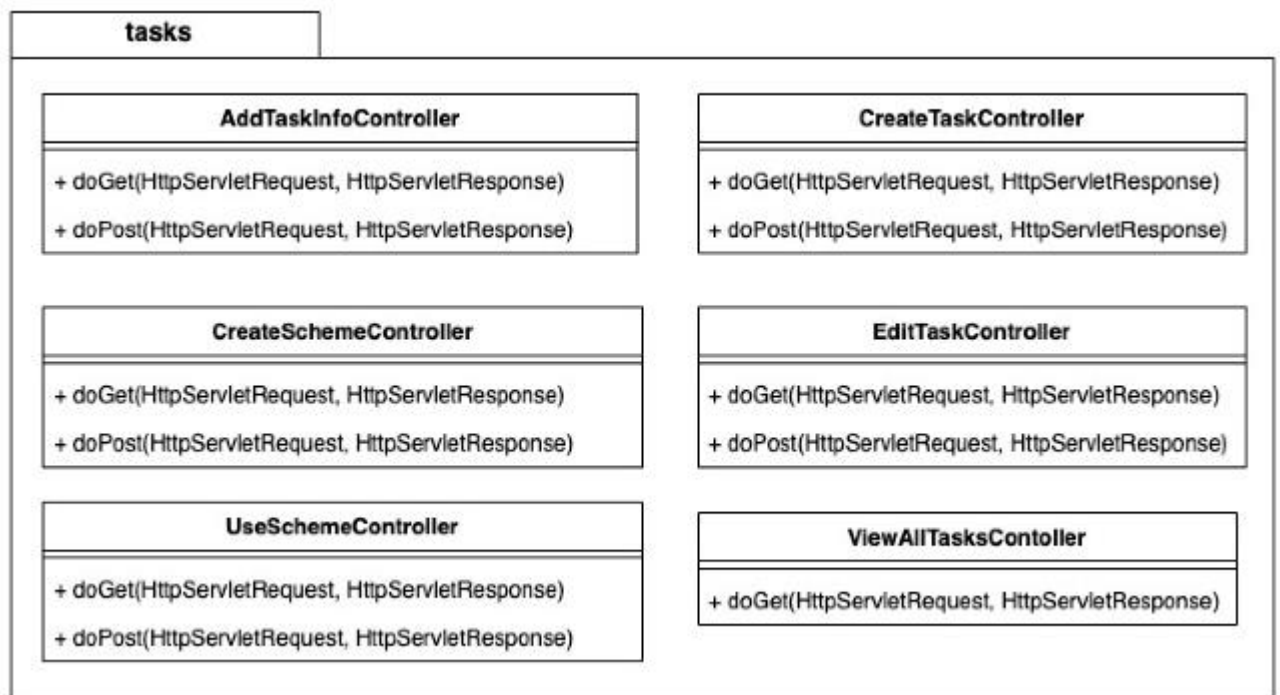 tasks
AddTaskInfoController
+ doGet(HttpServletRequest, HttpServletResponse)
+ doPost(HttpServletRequest, HttpServletResponse)
CreateTaskController
+ doGet(HttpServletRequest, HttpServletResponse)
+ doPost(HttpServletRequest, HttpServletResponse)
CreateSchemeController
+ doGet(HttpServletRequest, HttpServletResponse)
+ doPost(HttpServletRequest, HttpServletResponse)
EditTaskController
+ doGet(HttpServletRequest, HttpServletResponse)
+ doPost(HttpServletRequest, HttpServletResponse)
UseSchemeController
+ doGet(HttpServletRequest, HttpServletResponse)
+ doPost(HttpServletRequest, HttpServletResponse)
ViewAllTasksContoller
+ doGet(HttpServletRequest, HttpServletResponse)